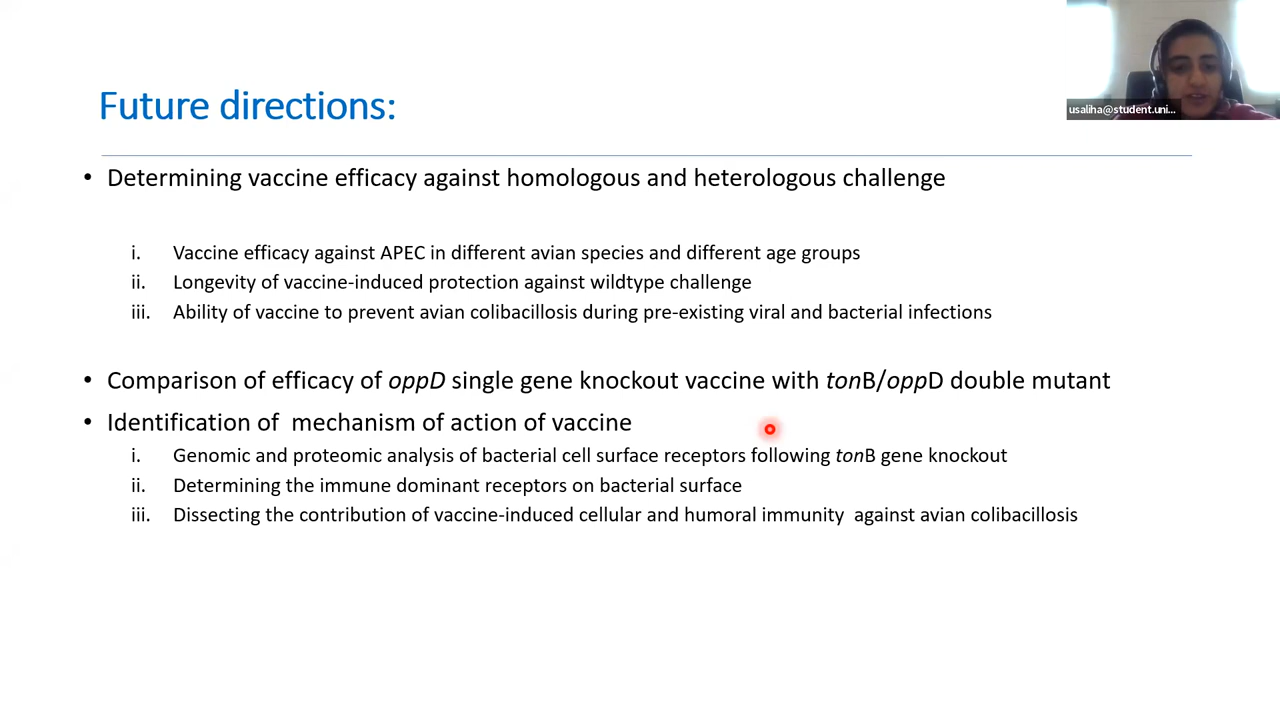 Future directions:
usaliha@student.uni...
• Determining vaccine efficacy against homologous and heterologous challenge
i. Vaccine efficacy against APEC in different avian species and different age groups
ii. Longevity of vaccine-induced protection against wildtype challenge
iii. Ability of vaccine to prevent avian colibacillosis during pre-existing viral and bacterial infections
• Comparison of efficacy of oppD single gene knockout vaccine with tonB/oppD double mutant
• Identification of mechanism of action of vaccine
i. Genomic and proteomic analysis of bacterial cell surface receptors following tonB gene knockout
ii. Determining the immune dominant receptors on bacterial surface
iii. Dissecting the contribution of vaccine-induced cellular and humoral immunity against avian colibacillosis